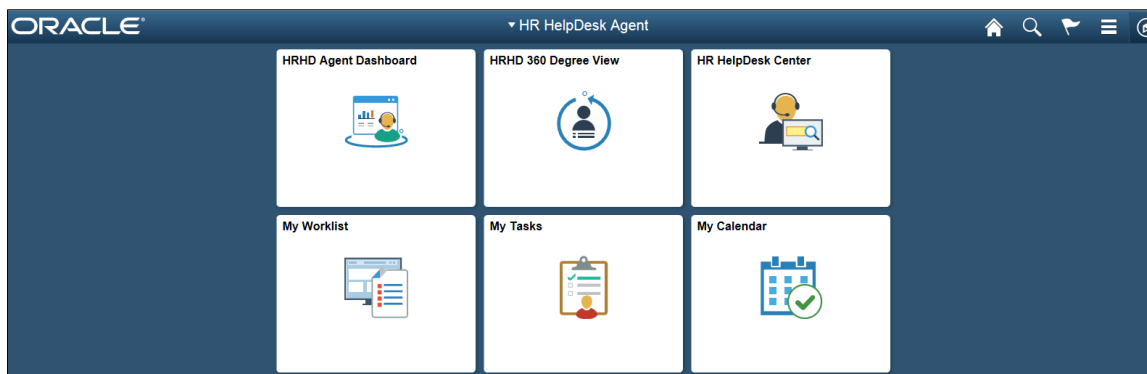 ORACLE
HR HelpDesk Agent
HRHD Agent Dashboard
HRHD 360 Degree View
HR HelpDesk Center
My Worklist
My Tasks
My Calendar